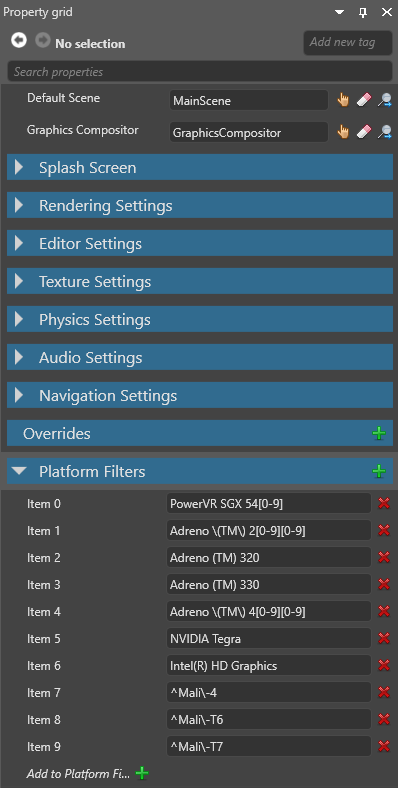 Property grid
No selection
Add new tag
Search properties
Default Scene MainScene
Graphics Compositor GraphicsCompositor
Splash Screen
Rendering Settings
Editor Settings
Texture Settings
Physics Settings
Audio Settings
Navigation Settings
Overrides
Platform Filters
Item 0 PowerVR SGX 54[0-9]
Item 1 Adreno \(TM\) 2[0-9][0-9]
Item 2 Adreno (TM) 320
Item 3 Adreno (TM) 330
Item 4 Adreno \(TM\) 4[0-9][0-9]
Item 5 NVIDIA Tegra
Item 6 Intel(R) HD Graphics
Item 7 ^Mali\-4
Item 8 ^Mali\-T6
Item 9 ^Mali\-T7
Add to Platform Fi...